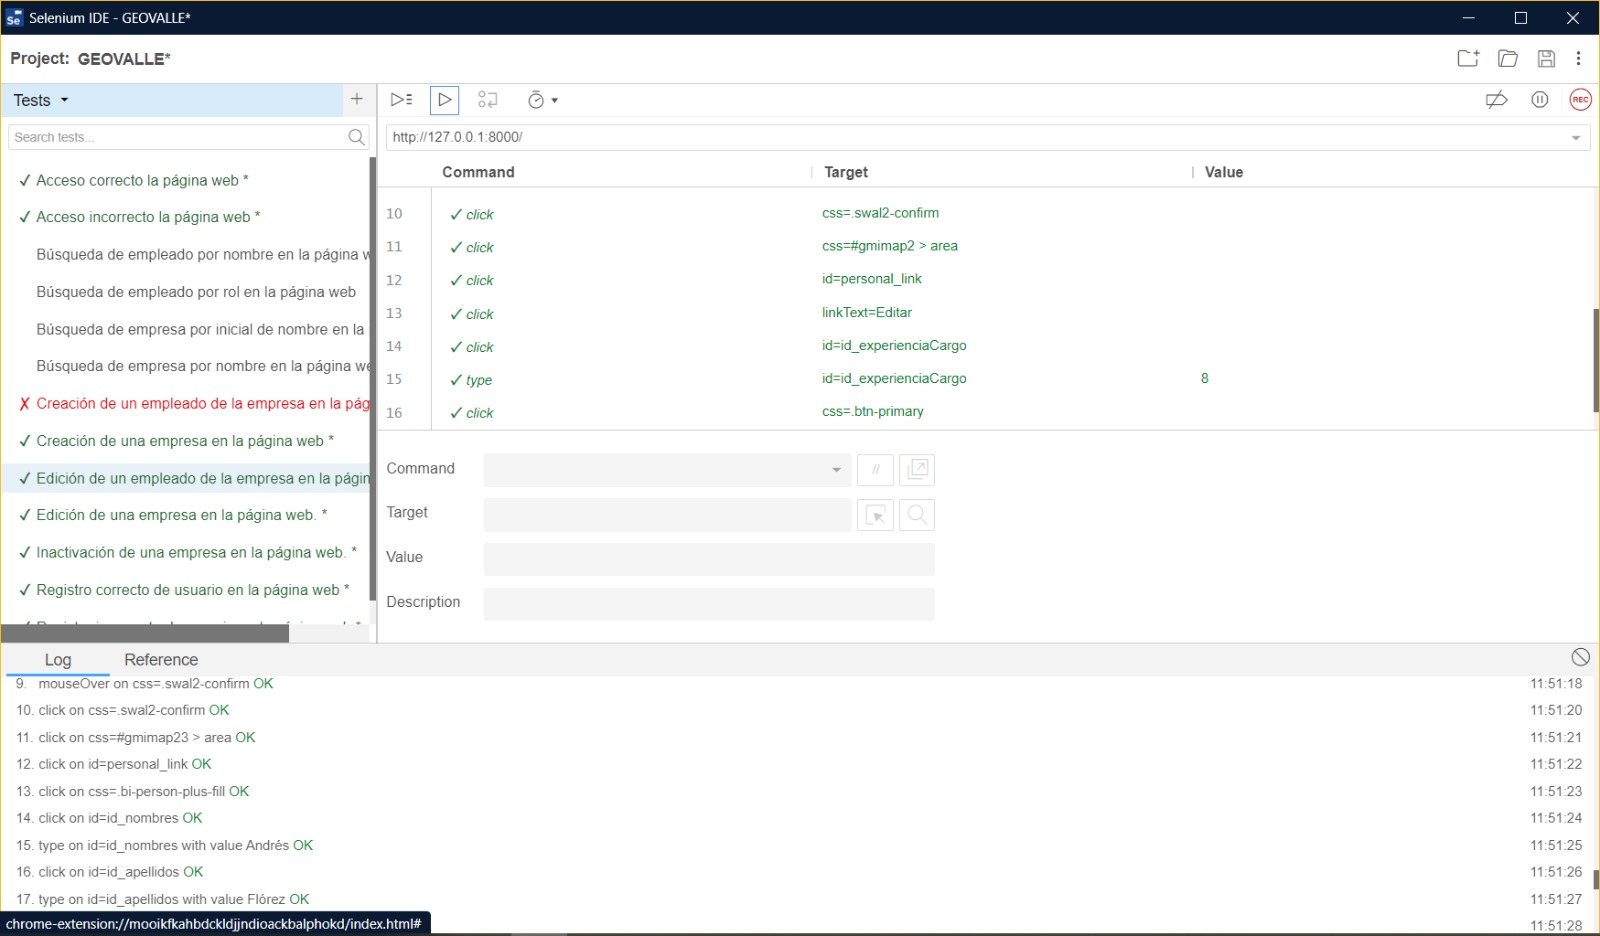 Selenium IDE - GEOVALLE*
Project: GEOVALLE*
Tests
Search tests...
Acceso correcto la página web *
Acceso incorrecto la página web *
Búsqueda de empleado por nombre en la página w
Búsqueda de empleado por rol en la página web
Búsqueda de empresa por inicial de nombre en la
Búsqueda de empresa por nombre en la página we
✗ Creación de un empleado de la empresa en la pág
✓ Creación de una empresa en la página web *
✓ Edición de un empleado de la empresa en la págin
✓ Edición de una empresa en la página web. *
✓ Inactivación de una empresa en la página web. *
✓ Registro correcto de usuario en la página web *
REC
http://127.0.0.1:8000/
Command Target Value
10 ✓ click css=.swal2-confirm
11 ✓ click css=#gmimap2 > area
12 ✓ click id=personal_link
13 ✓ click linkText=Editar
14 ✓ click id=id_experienciaCargo
15 ✓ type id=id_experienciaCargo 8
16 ✓ click css=.btn-primary
Command //
Target
Value
Description
Log Reference
9. mouseOver on css=.swal2-confirm OK 11:51:18
10. click on css=.swal2-confirm OK 11:51:20
11. click on css=#gmimap23 > area OK 11:51:21
12. click on id=personal_link OK 11:51:22
13. click on css=.bi-person-plus-fill OK 11:51:23
14. click on id=id_nombres OK 11:51:24
15. type on id=id_nombres with value Andrés OK 11:51:25
16. click on id=id_apellidos OK 11:51:26
17. type on id=id_apellidos with value Flórez OK 11:51:27
11:51:28
chrome-extension://mooikfkahbdckldjjndioackbalphokd/index.html#